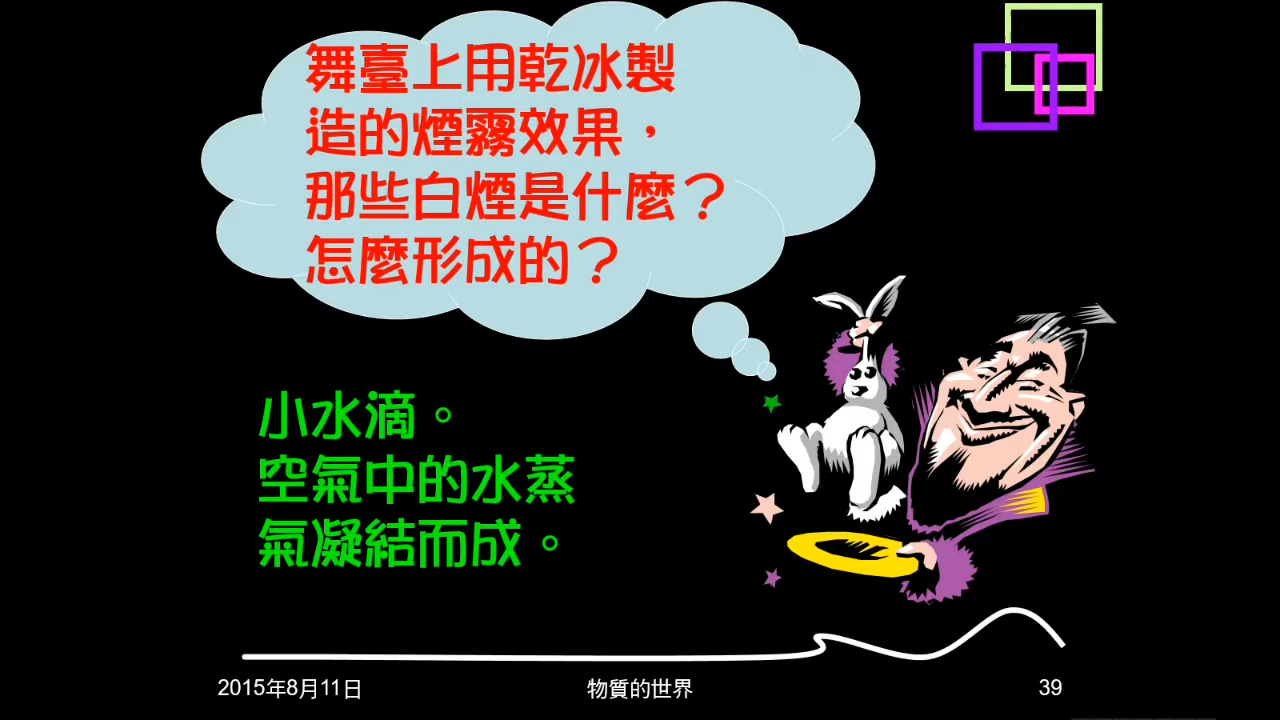 舞臺上用乾冰製
造的煙霧效果，
那些白煙是什麼？
怎麼形成的？
小水滴。
空氣中的水蒸
氣凝結而成。
2015年8月11日
物質的世界
39